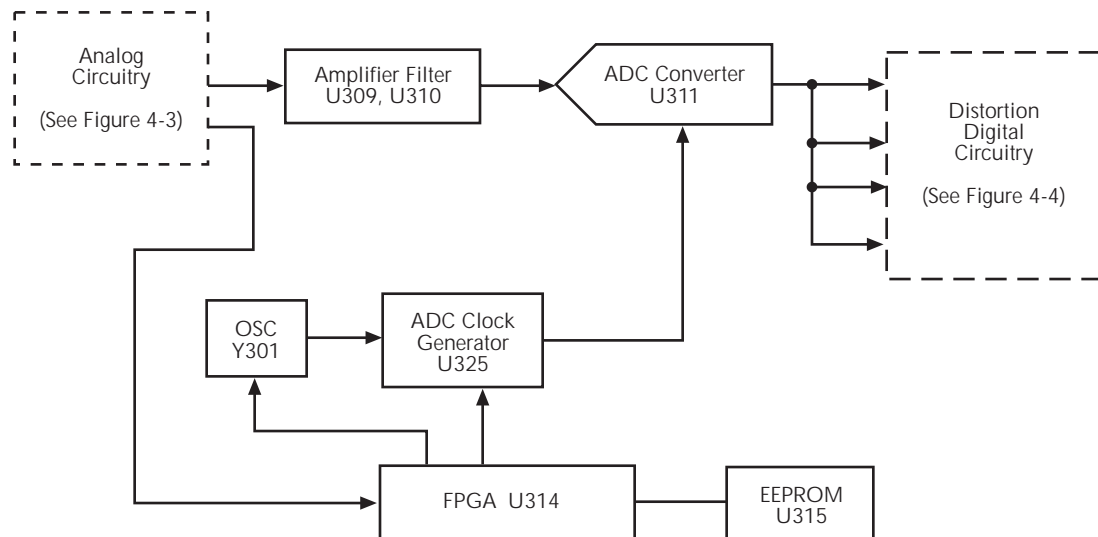 Analog
Circuitry
(See Figure 4-3)
Amplifier Filter
U309, U310
ADC Converter
U311
Distortion
Digital
Circuitry
(See Figure 4-4)
OSC
Y301
ADC Clock
Generator
U325
FPGA U314
EEPROM
U315